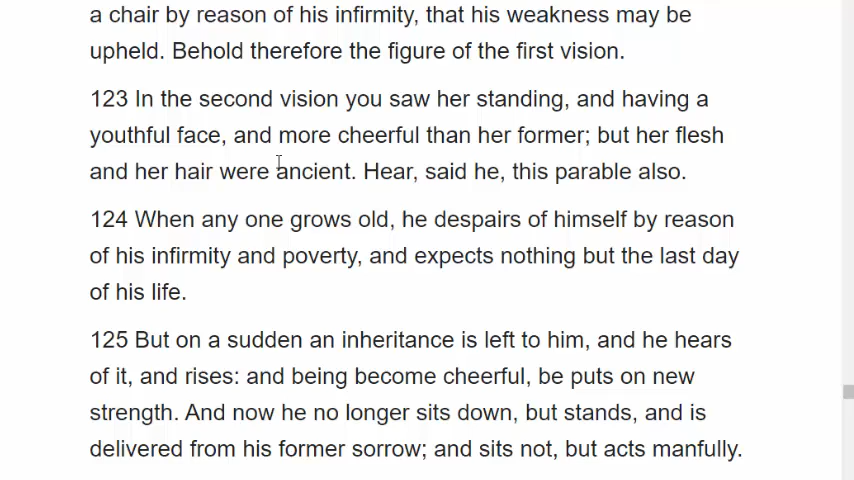 a chair by reason of his infirmity, that his weakness may be
upheld. Behold therefore the figure of the first vision.
123 In the second vision you saw her standing, and having a
youthful face, and more cheerful than her former; but her flesh
and her hair were ancient. Hear, said he, this parable also.
124 When any one grows old, he despairs of himself by reason
of his infirmity and poverty, and expects nothing but the last day
of his life.
125 But on a sudden an inheritance is left to him, and he hears
of it, and rises: and being become cheerful, be puts on new
strength. And now he no longer sits down, but stands, and is
delivered from his former sorrow; and sits not, but acts manfully.